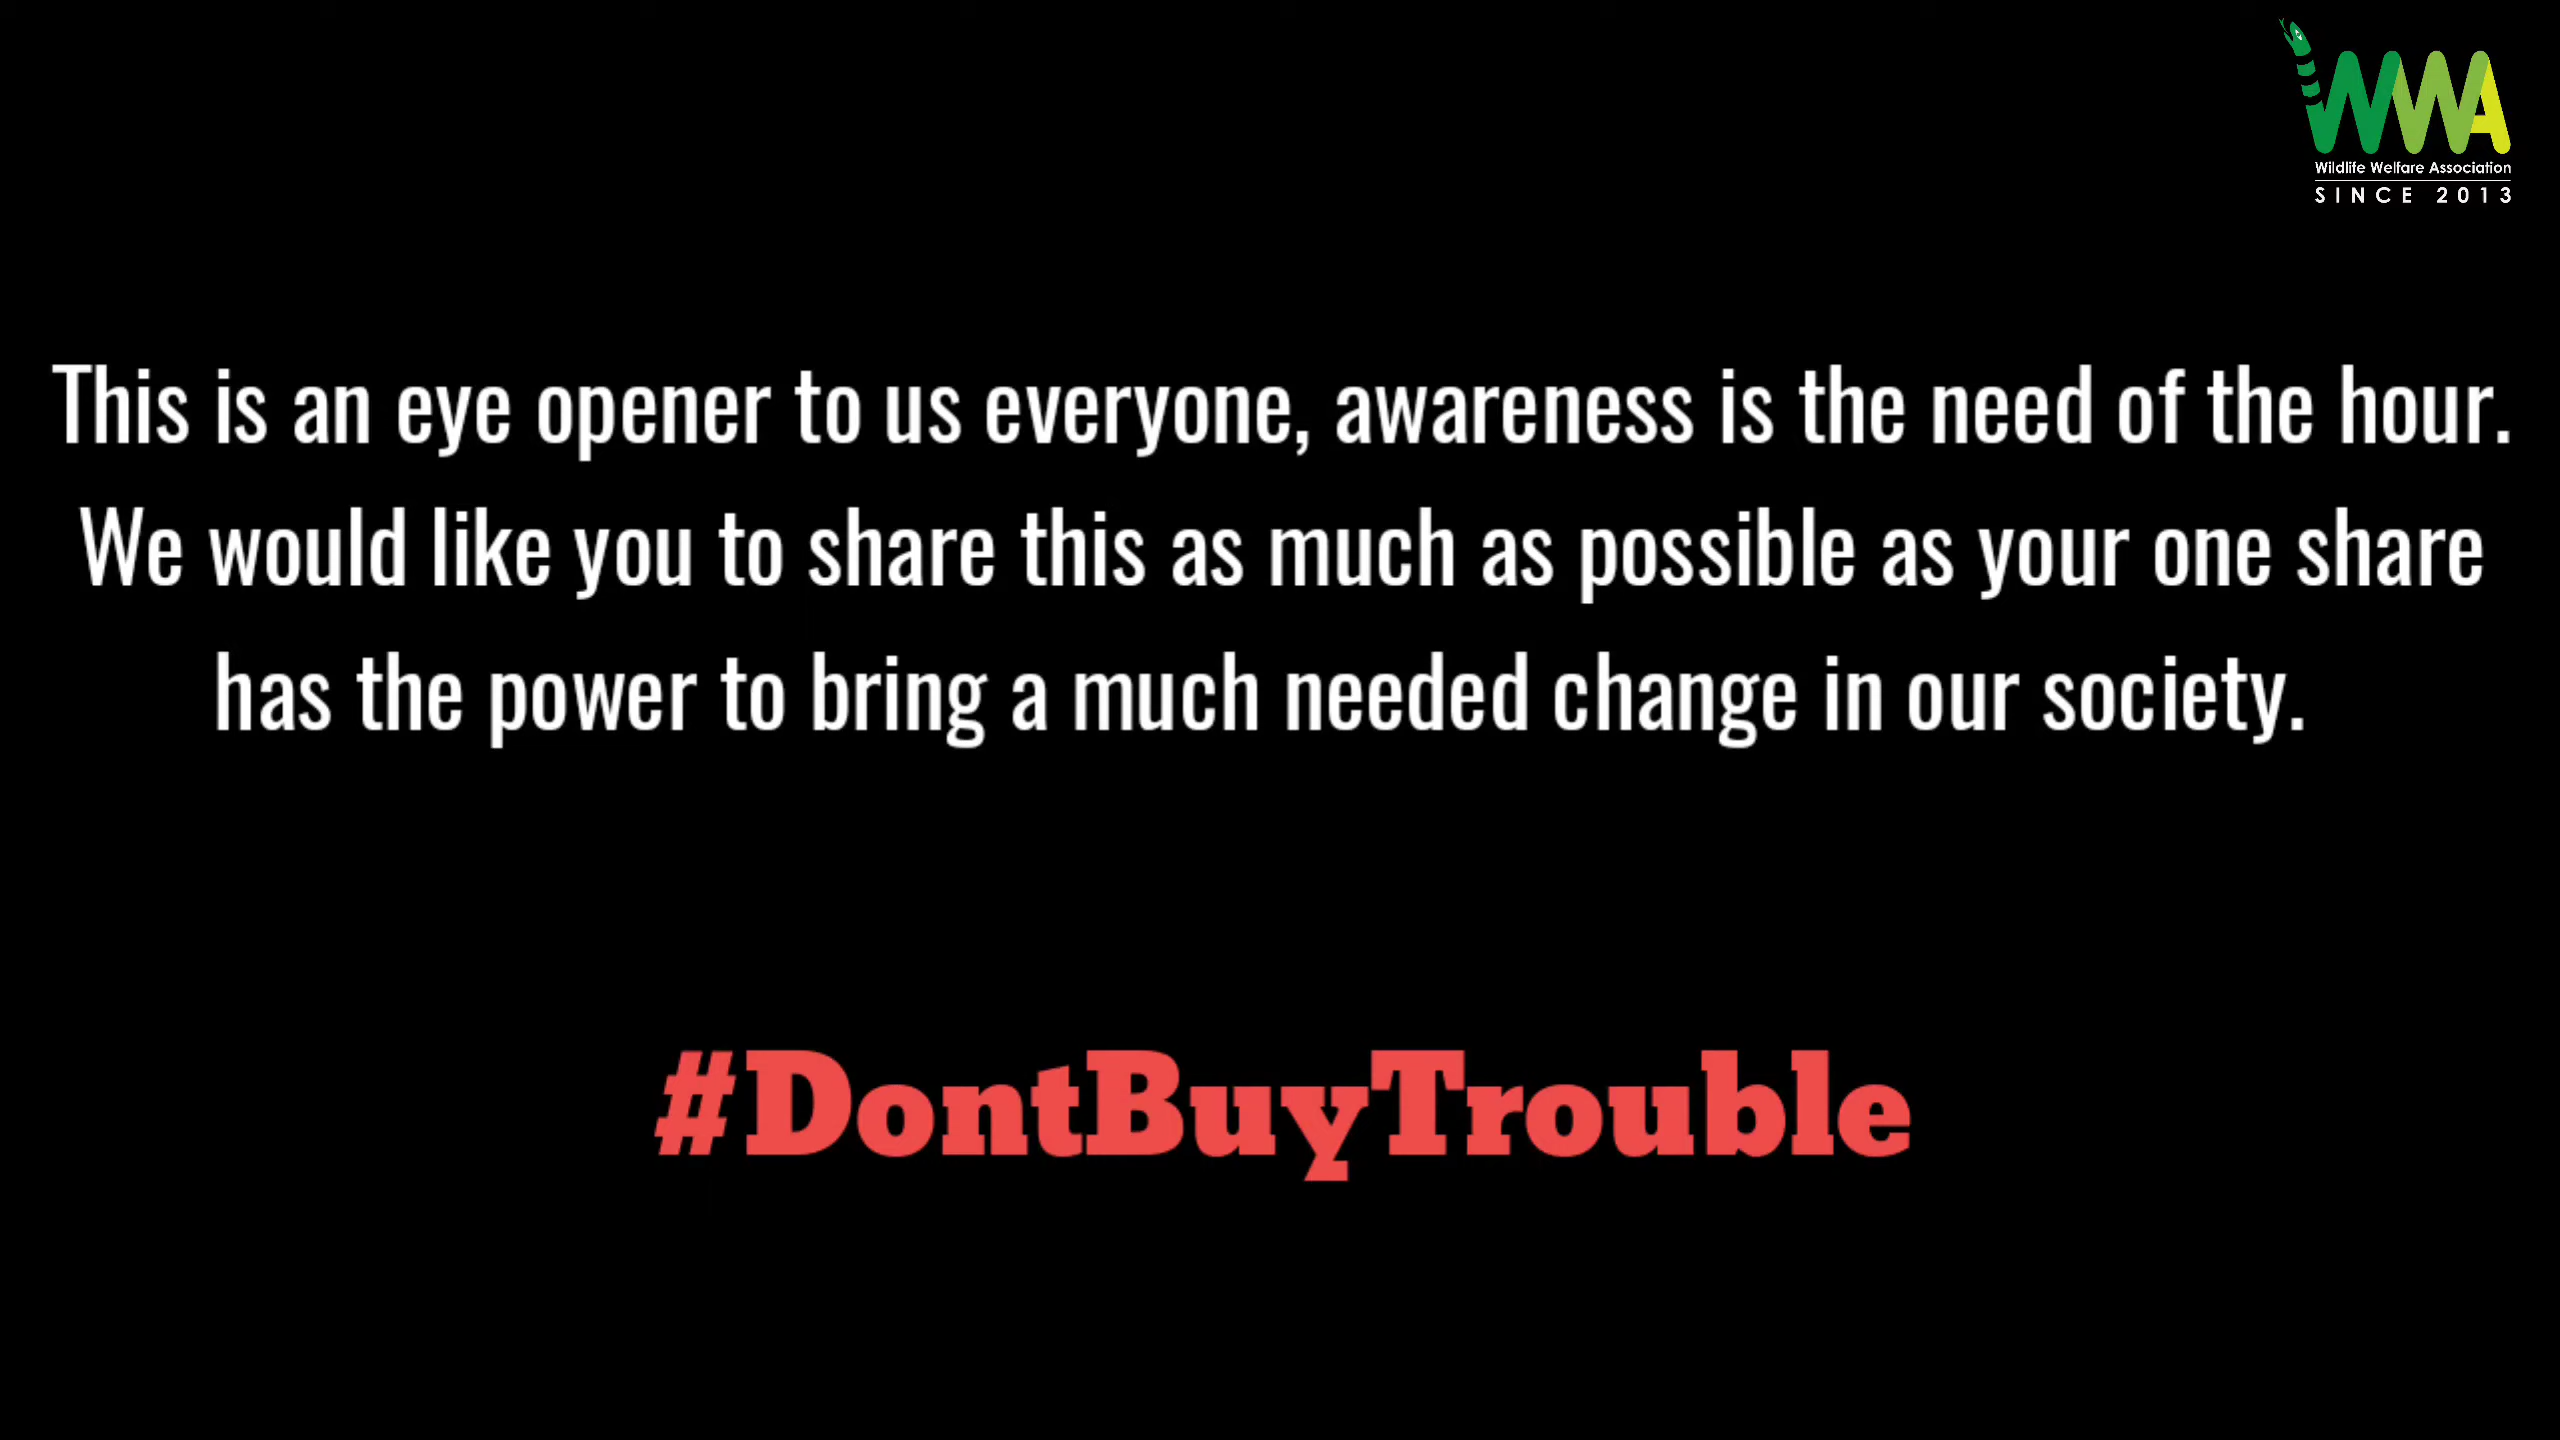 WWA
Wildlife Welfare Association
SINCE 2013
This is an eye opener to us everyone, awareness is the need of the hour.
We would like you to share this as much as possible as your one share
has the power to bring a much needed change in our society.
#DontBuyTrouble